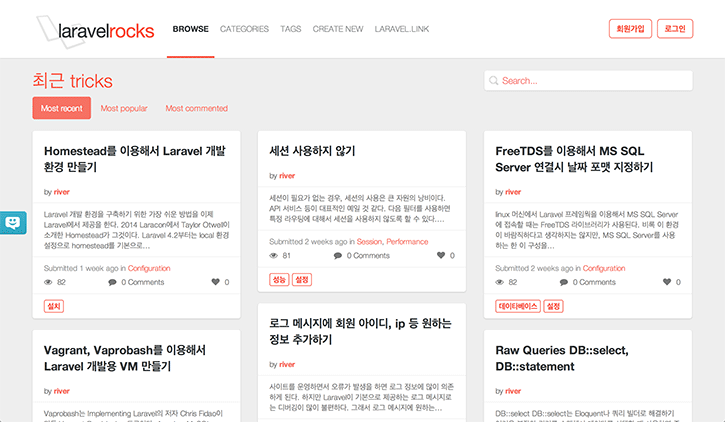 laravelrocks
BROWSE
CATEGORIES
TAGS
CREATE NEW
LARAVEL.LINK
회원가입
로그인
최근 tricks
Search...
Most recent
Most popular
Most commented
Homestead를 이용해서 Laravel 개발
환경 만들기
by river
Laravel 개발 환경을 구축하기 위한 가장 쉬운 방법을 이제
Laravel에서 제공을 한다. 2014 Laracon에서 Taylor Otwell이
소개한 Homestead가 그것이다. Laravel 4.2부터는 local 환경
설정으로 homestead를 기본으로...
Submitted 1 week ago in Configuration
82
0 Comments
0
설치
세션 사용하지 않기
by river
세션이 필요가 없는 경우, 세션의 사용은 큰 자원의 낭비이다.
API 서비스 등이 대표적인 예일 것 같다. 다음 필터를 사용하면
특정 라우팅에 대해서 세션을 사용하지 않도록 할 수 있다....
Submitted 2 weeks ago in Session, Performance
81
0 Comments
0
성능
설정
FreeTDS를 이용해서 MS SQL
Server 연결시 날짜 포맷 지정하기
by river
linux 머신에서 Laravel 프레임웍을 이용해서 MS SQL Server
에 접속할 때는 FreeTDS 라이브러리가 사용된다. 비록 이 환경
이 바람직하다고 생각하지는 않지만, MS SQL Server를 사용
하는 한 이 구성을...
Submitted 2 weeks ago in Configuration
82
0 Comments
0
데이타베이스
설정
Vagrant, Vaprobash를 이용해서
Laravel 개발용 VM 만들기
by river
Vaprobash는 Implementing Laravel의 저자 Chris Fidao이
로그 메시지에 회원 아이디, ip 등 원하는
정보 추가하기
by river
사이트를 운영하면서 오류가 발생을 하면 로그 정보에 많이 의존
하게 된다. 하지만 Laravel이 기본으로 제공하는 로그 메시지로
는 디버깅이 많이 불편하다. 그래서 로그 메시지에 원하는...
Raw Queries DB::select,
DB::statement
by river
DB::select DB::select는 Eloquent나 쿼리 빌더로 해결하기